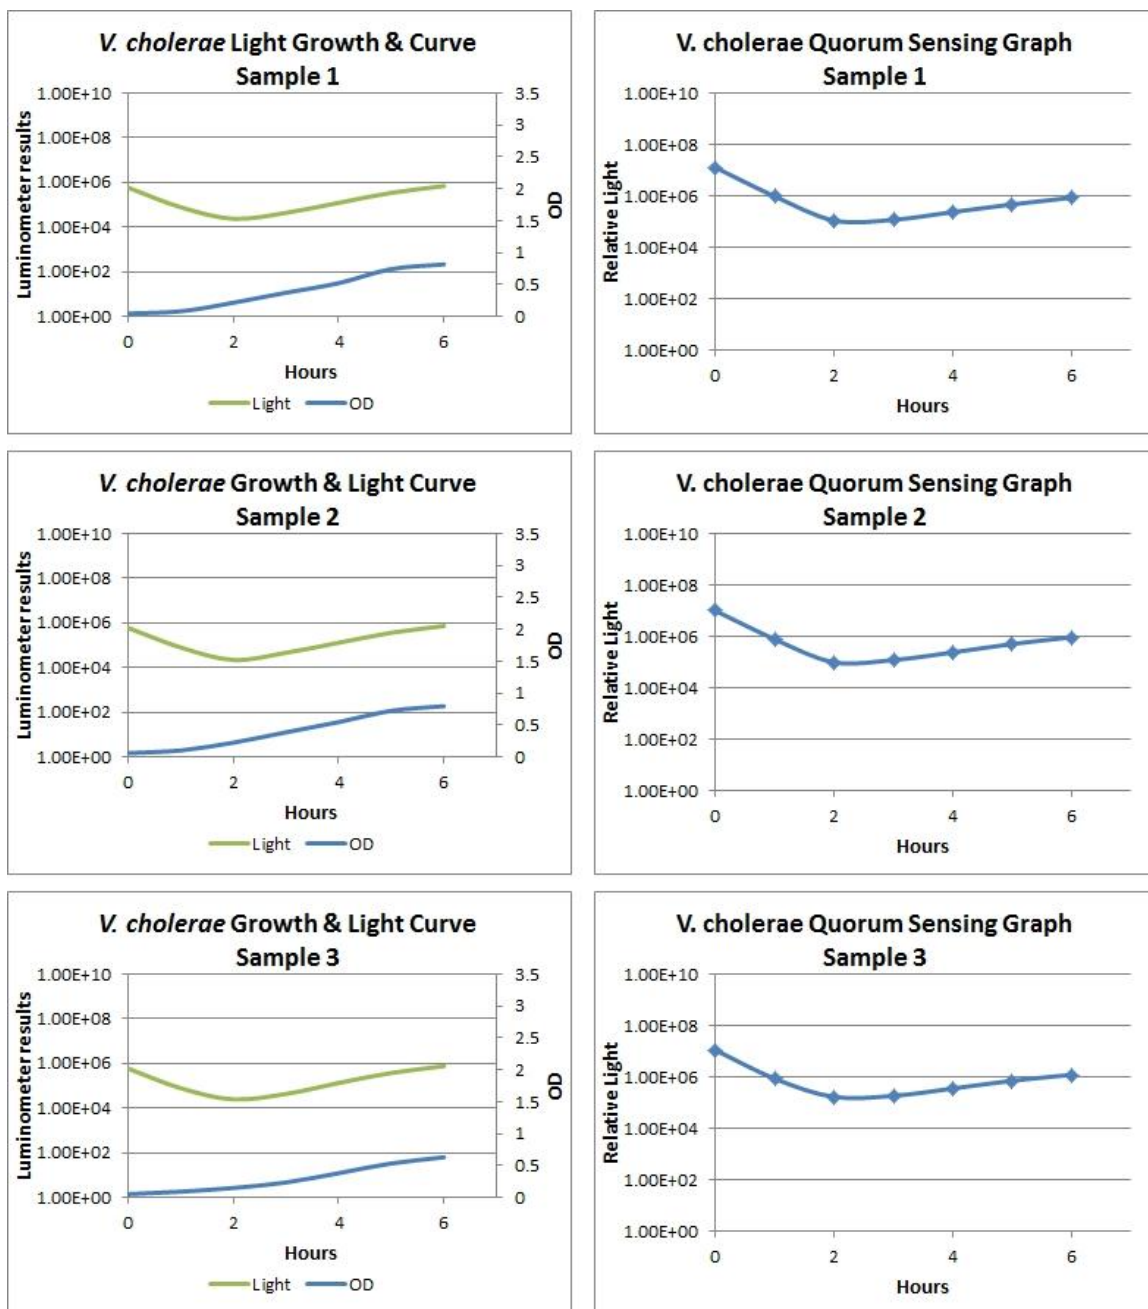 V. cholerae Light Growth & Curve
Sample 1
Luminometer results
1.00E+10
1.00E+08
1.00E+06
1.00E+04
1.00E+02
1.00E+00
3.5
3
2.5
2
1.5
1
0.5
0
OD
0 2 4 6
Hours
Light OD
V. cholerae Quorum Sensing Graph
Sample 1
Relative Light
1.00E+10
1.00E+08
1.00E+06
1.00E+04
1.00E+02
1.00E+00
0 2 4 6
Hours
V. cholerae Growth & Light Curve
Sample 2
Luminometer results
1.00E+10
1.00E+08
1.00E+06
1.00E+04
1.00E+02
1.00E+00
3.5
3
2.5
2
1.5
1
0.5
0
OD
0 2 4 6
Hours
Light OD
V. cholerae Quorum Sensing Graph
Sample 2
Relative Light
1.00E+10
1.00E+08
1.00E+06
1.00E+04
1.00E+02
1.00E+00
0 2 4 6
Hours
V. cholerae Growth & Light Curve
Sample 3
Luminometer results
1.00E+10
1.00E+08
1.00E+06
1.00E+04
1.00E+02
1.00E+00
3.5
3
2.5
2
1.5
1
0.5
0
OD
0 2 4 6
Hours
Light OD
V. cholerae Quorum Sensing Graph
Sample 3
Relative Light
1.00E+10
1.00E+08
1.00E+06
1.00E+04
1.00E+02
1.00E+00
0 2 4 6
Hours